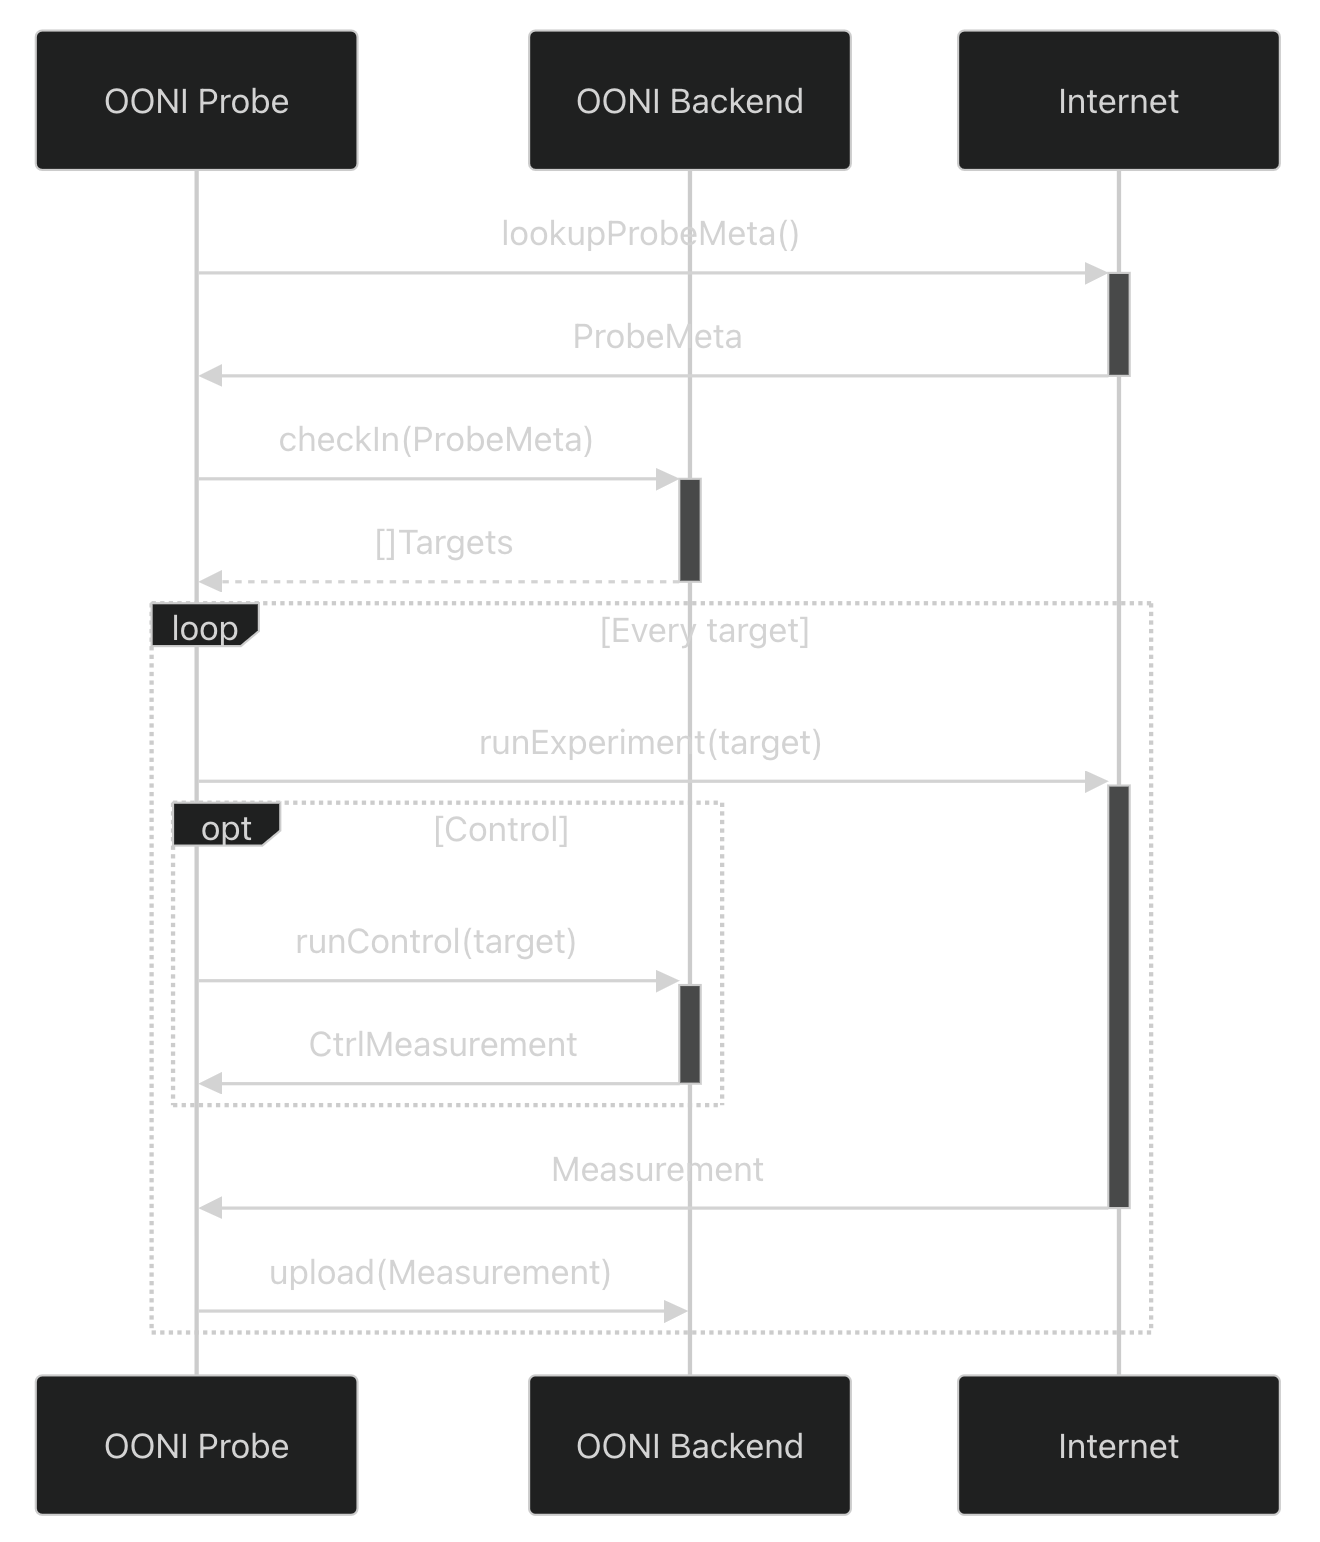 OONI Probe
OONI Backend
Internet
lookupProbeMeta()
ProbeMeta
checkIn(ProbeMeta)
[]Targets
loop
[Every target]
runExperiment(target)
opt
[Control]
runControl(target)
CtrlMeasurement
Measurement
upload(Measurement)
OONI Probe
OONI Backend
Internet